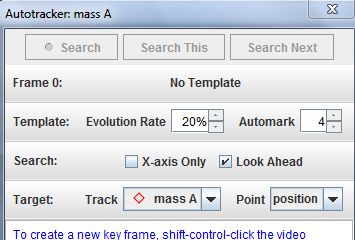 Autotracker: mass A
Search Search This Search Next
Frame 0: No Template
Template: Evolution Rate 20% Automark 4
Search: X-axis Only Look Ahead
Target: Track mass A Point position
To create a new key frame, shift-control-click the video